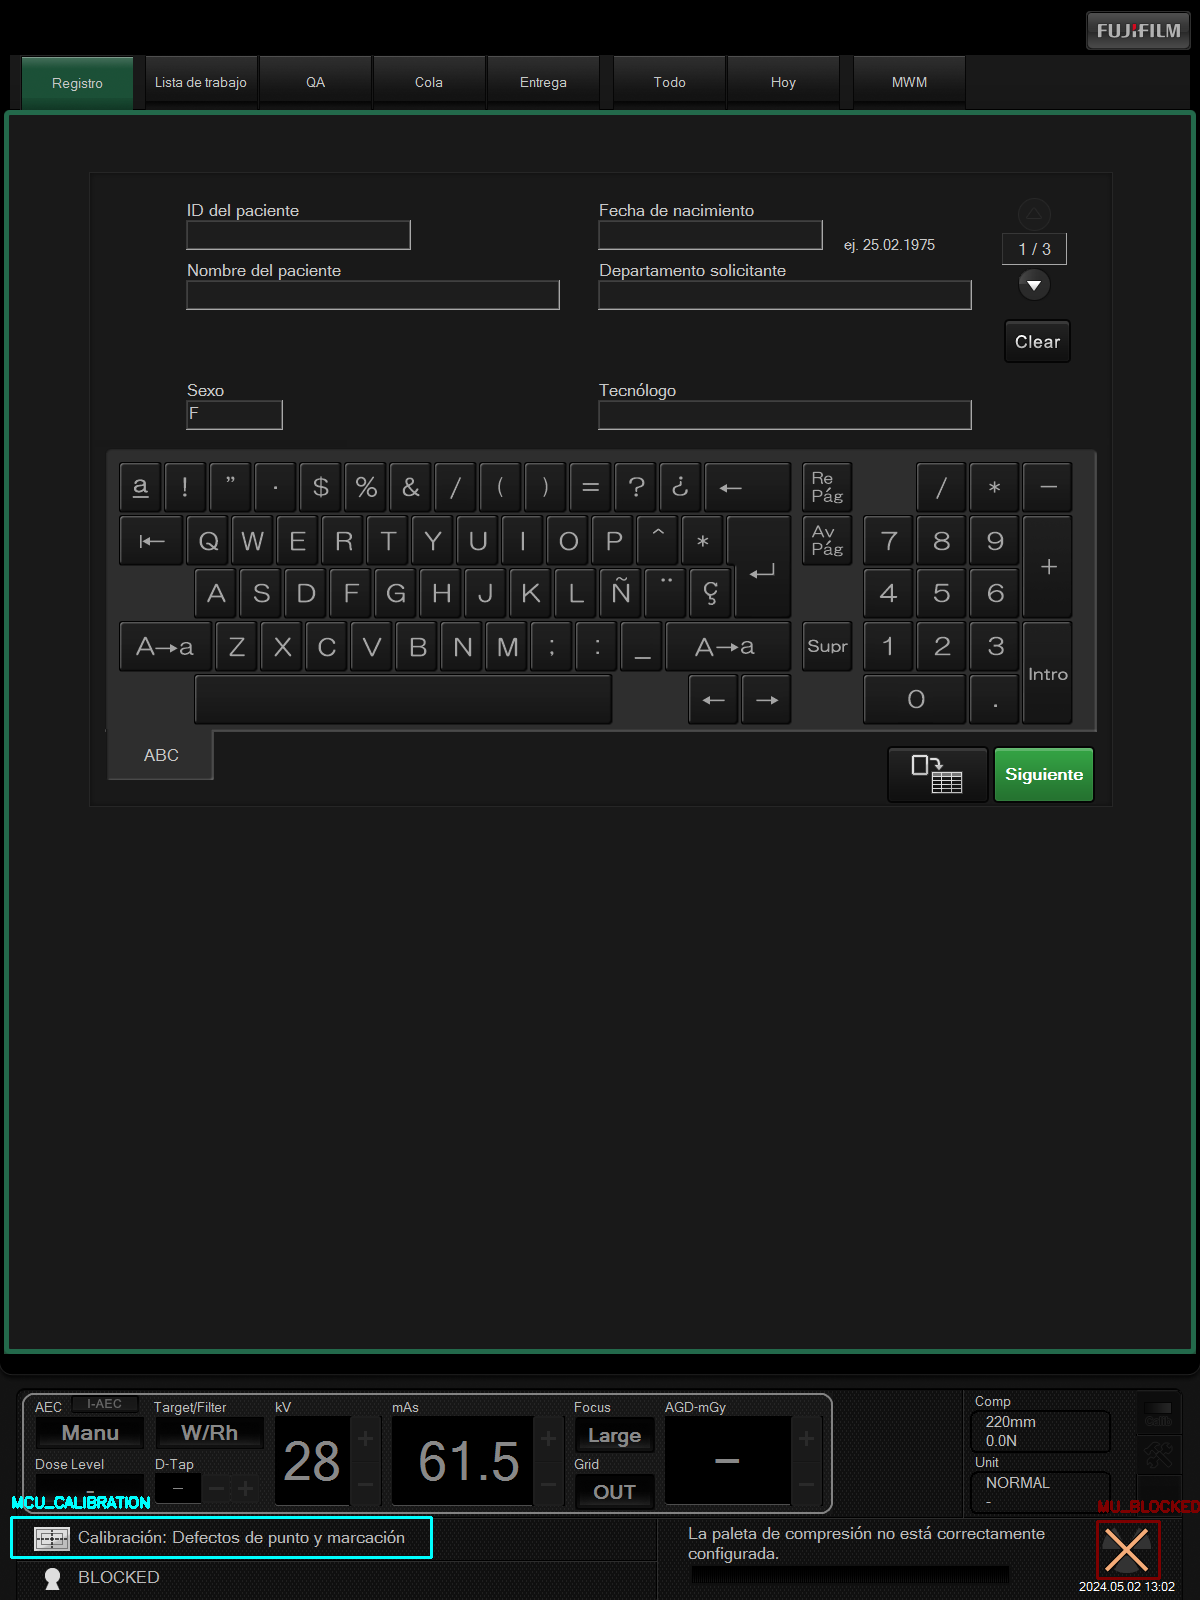 FUJIFILM
Registro
Lista de trabajo
QA
Cola
Entrega
Todo
Hoy
MWM
ID del paciente
Fecha de nacimiento
ej. 25.02.1975
1 / 3
Nombre del paciente
Departamento solicitante
Clear
Sexo
F
Tecnólogo
a ! " · $ % & / ( ) = ? ¿ ←
Re Pág
/ * −
Q W E R T Y U I O P ^ *
Av Pág
7 8 9 +
A S D F G H J K L Ñ ¨ Ç
4 5 6
A→a Z X C V B N M ; : _ A→a
Supr
1 2 3
Intro
← →
0 .
ABC
Siguiente
AEC I-AEC
Target/Filter
kV
mAs
Focus
AGD-mGy
Comp
Manu
W/Rh
28
61.5
Large
−
220mm
0.0N
Dose Level
D-Tap
Grid
Unit
-
−
OUT
NORMAL
-
MCU_CALIBRATION
MU_BLOCKED
Calibración: Defectos de punto y marcación
La paleta de compresión no está correctamente
configurada.
BLOCKED
2024.05.02 13:02